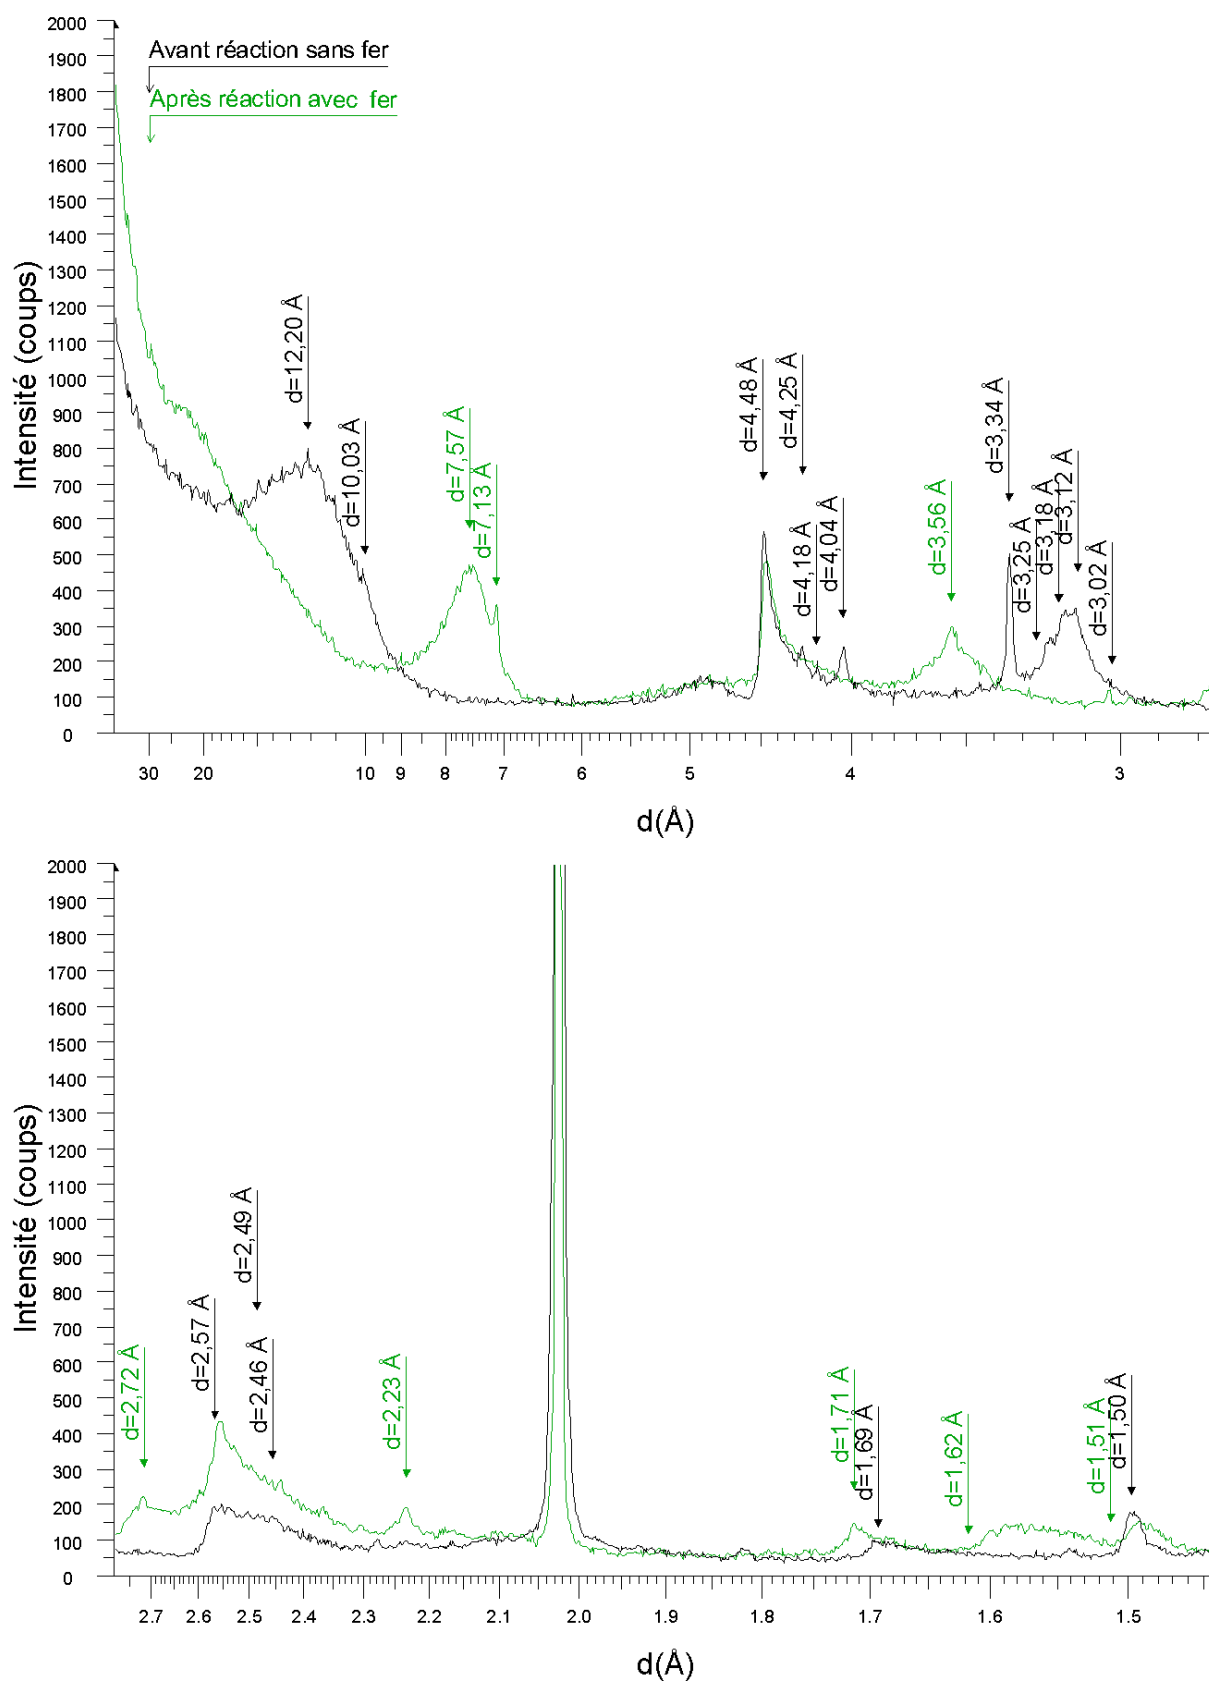 2000
1900
1800
1700
1600
1500
1400
1300
1200
1100
1000
900
800
700
600
500
400
300
200
100
0
Intensité (coups)
Avant réaction sans fer
Après réaction avec fer
d=12,20 Å
d=10,03 Å
d=7,57 Å
d=7,13 Å
d=4,48 Å
d=4,25 Å
d=4,18 Å
d=4,04 Å
d=3,56 Å
d=3,34 Å
d=3,25 Å
d=3,18 Å
d=3,12 Å
d=3,02 Å
30 20 10 9 8 7 6 5 4 3
d(Å)
2000
1900
1800
1700
1600
1500
1400
1300
1200
1100
1000
900
800
700
600
500
400
300
200
100
0
Intensité (coups)
d=2,72 Å
d=2,57 Å
d=2,49 Å
d=2,46 Å
d=2,23 Å
d=1,71 Å
d=1,69 Å
d=1,62 Å
d=1,51 Å
d=1,50 Å
2.7 2.6 2.5 2.4 2.3 2.2 2.1 2.0 1.9 1.8 1.7 1.6 1.5
d(Å)